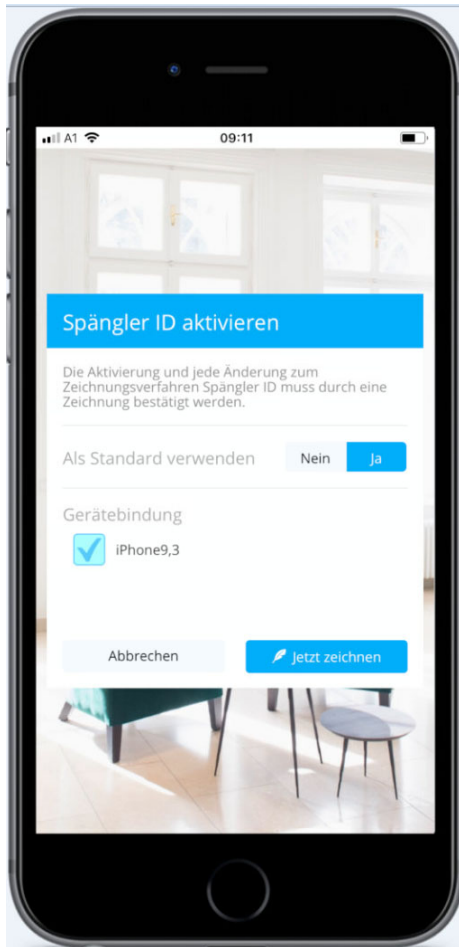 A1
09:11
Spängler ID aktivieren
Die Aktivierung und jede Änderung zum
Zeichnungsverfahren Spängler ID muss durch eine
Zeichnung bestätigt werden.
Als Standard verwenden Nein Ja
Gerätebindung
iPhone9,3
Abbrechen Jetzt zeichnen